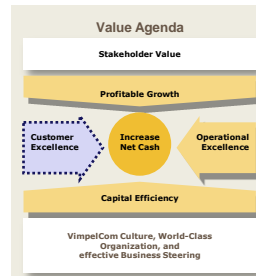 Value Agenda
Stakeholder Value
Profitable Growth
Customer
Excellence
Increase
Net Cash
Operational
Excellence
Capital Efficiency
VimpelCom Culture, World-Class
Organization, and
effective Business Steering